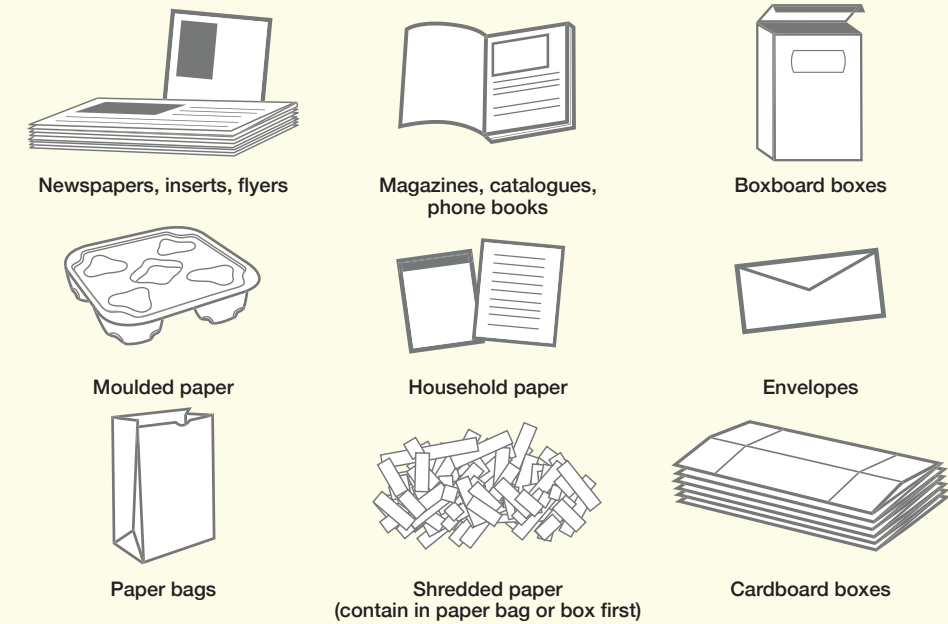 Newspapers, inserts, flyers
Magazines, catalogues,
phone books
Boxboard boxes
Moulded paper
Household paper
Envelopes
Paper bags
Shredded paper
(contain in paper bag or box first)
Cardboard boxes